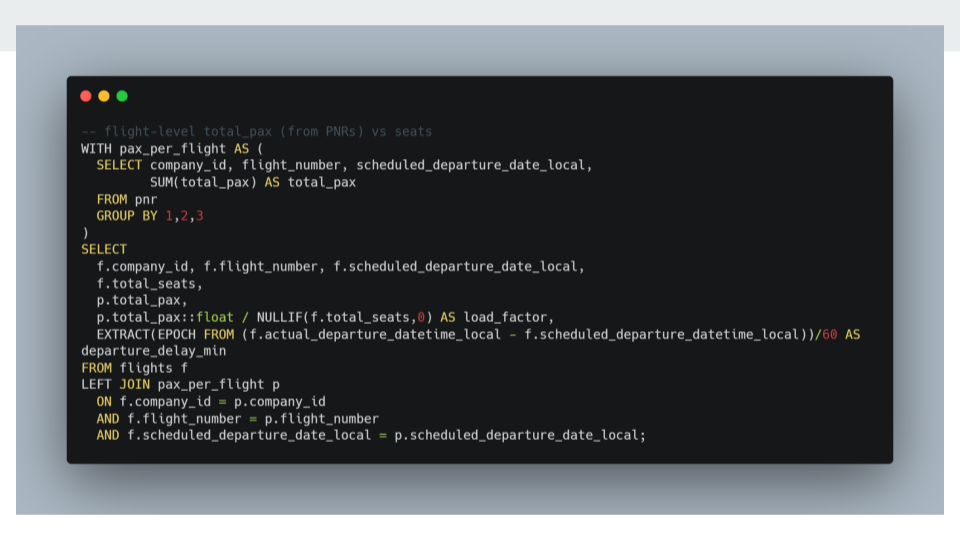 -- flight-level total_pax (from PNRs) vs seats
WITH pax_per_flight AS (
  SELECT company_id, flight_number, scheduled_departure_date_local,
         SUM(total_pax) AS total_pax
  FROM pnr
  GROUP BY 1,2,3
)
SELECT
  f.company_id, f.flight_number, f.scheduled_departure_date_local,
  f.total_seats,
  p.total_pax,
  p.total_pax::float / NULLIF(f.total_seats,0) AS load_factor,
  EXTRACT(EPOCH FROM (f.actual_departure_datetime_local - f.scheduled_departure_datetime_local))/60 AS
departure_delay_min
FROM flights f
LEFT JOIN pax_per_flight p
  ON f.company_id = p.company_id
  AND f.flight_number = p.flight_number
  AND f.scheduled_departure_date_local = p.scheduled_departure_date_local;